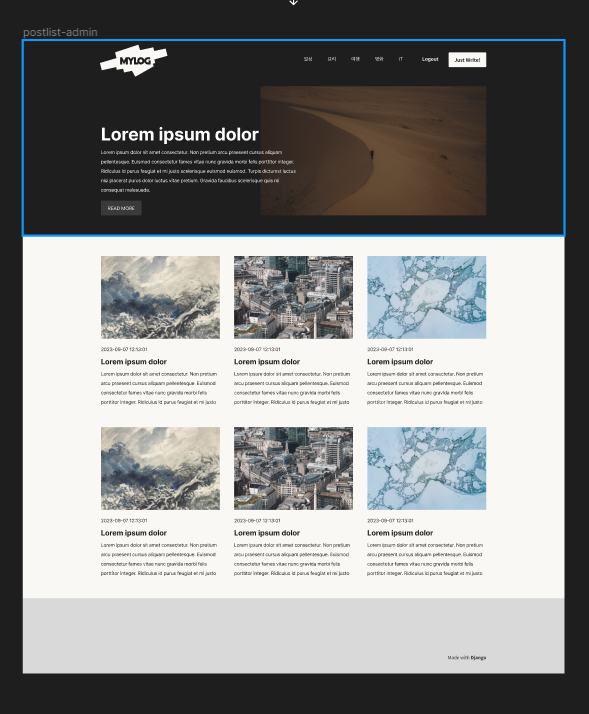 postlist-admin
MYLOG
일상 요리 여행 영화 IT Logout Just Write!
Lorem ipsum dolor
Lorem ipsum dolor sit amet consectetur. Non pretium arcu praesent cursus aliquam
pellentesque. Euismod consectetur fames vitae nunc gravida morbi felis porttitor integer.
Ridiculus id purus feugiat et mi justo scelerisque euismod euismod. Turpis dictumst luctus
nisi placerat purus dolor luctus vitae pretium. Gravida faucibus scelerisque quis mi
consequat malesuada.
READ MORE
2023-09-07 12:13:01
Lorem ipsum dolor
Lorem ipsum dolor sit amet consectetur. Non pretium
arcu praesent cursus aliquam pellentesque. Euismod
consectetur fames vitae nunc gravida morbi felis
porttitor integer. Ridiculus id purus feugiat et mi justo
2023-09-07 12:13:01
Lorem ipsum dolor
Lorem ipsum dolor sit amet consectetur. Non pretium
arcu praesent cursus aliquam pellentesque. Euismod
consectetur fames vitae nunc gravida morbi felis
porttitor integer. Ridiculus id purus feugiat et mi justo
2023-09-07 12:13:01
Lorem ipsum dolor
Lorem ipsum dolor sit amet consectetur. Non pretium
arcu praesent cursus aliquam pellentesque. Euismod
consectetur fames vitae nunc gravida morbi felis
porttitor integer. Ridiculus id purus feugiat et mi justo
2023-09-07 12:13:01
Lorem ipsum dolor
Lorem ipsum dolor sit amet consectetur. Non pretium
arcu praesent cursus aliquam pellentesque. Euismod
consectetur fames vitae nunc gravida morbi felis
porttitor integer. Ridiculus id purus feugiat et mi justo
2023-09-07 12:13:01
Lorem ipsum dolor
Lorem ipsum dolor sit amet consectetur. Non pretium
arcu praesent cursus aliquam pellentesque. Euismod
consectetur fames vitae nunc gravida morbi felis
porttitor integer. Ridiculus id purus feugiat et mi justo
2023-09-07 12:13:01
Lorem ipsum dolor
Lorem ipsum dolor sit amet consectetur. Non pretium
arcu praesent cursus aliquam pellentesque. Euismod
consectetur fames vitae nunc gravida morbi felis
porttitor integer. Ridiculus id purus feugiat et mi justo
Made with Django